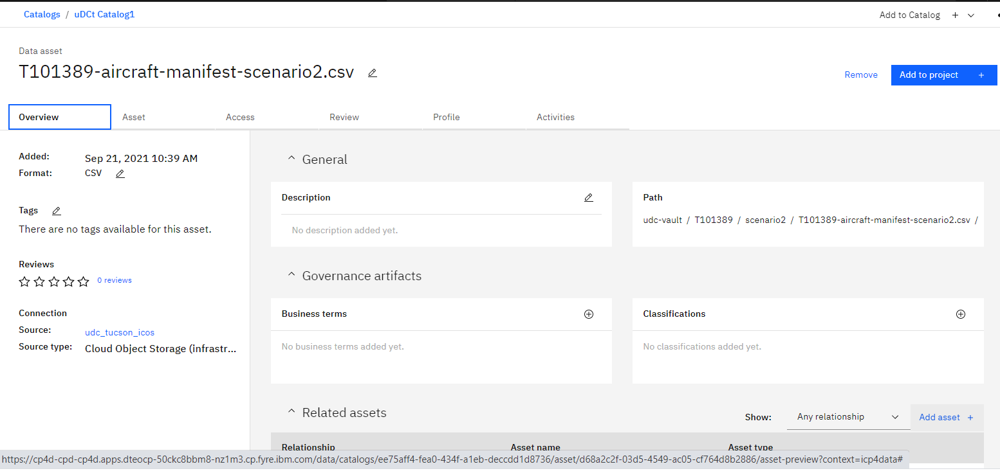 Catalogs / uDCt Catalog1
Add to Catalog +
Data asset
T101389-aircraft-manifest-scenario2.csv
Remove
Add to project +
Overview
Asset
Access
Review
Profile
Activities
Added: Sep 21, 2021 10:39 AM
Format: CSV
Tags
There are no tags available for this asset.
Reviews
0 reviews
Connection
Source: udc_tucson_icos
Source type: Cloud Object Storage (infrastr...
General
Description
No description added yet.
Path
udc-vault / T101389 / scenario2 / T101389-aircraft-manifest-scenario2.csv /
Governance artifacts
Business terms
No business terms added yet.
Classifications
No classifications added yet.
Related assets
Show: Any relationship
Add asset +
Relationship
Asset name
Asset type
https://cp4d-cpd-cp4d.apps.dteocp-50ckc8bbm8-nz1m3.cp.fyre.ibm.com/data/catalogs/ee75aff4-fea0-434f-a1eb-deccdd1d8736/asset/d68a2c2f-03d5-4549-ac05-cf764d8b2886/asset-preview?context=icp4data#